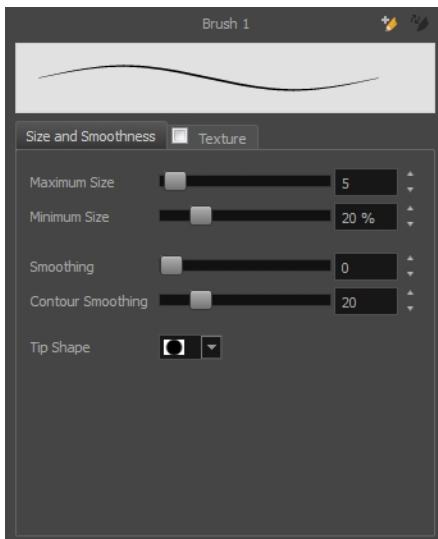 Brush 1
Size and Smoothness Texture
Maximum Size 5
Minimum Size 20 %
Smoothing 0
Contour Smoothing 20
Tip Shape